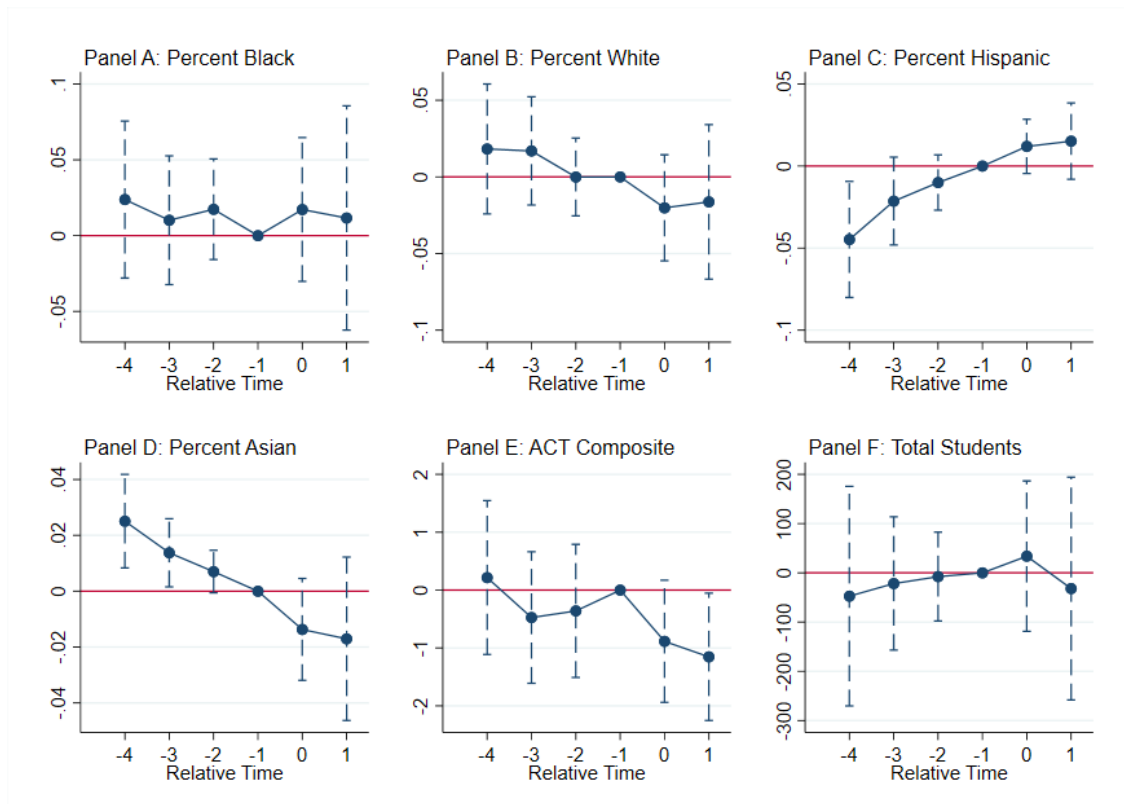 Panel A: Percent Black
.1
.05
0
-.05
-4 -3 -2 -1 0 1
Relative Time
Panel B: Percent White
.05
0
-.05
-.1
-4 -3 -2 -1 0 1
Relative Time
Panel C: Percent Hispanic
.05
0
-.05
-.1
-4 -3 -2 -1 0 1
Relative Time
Panel D: Percent Asian
.04
.02
0
-.02
-.04
-4 -3 -2 -1 0 1
Relative Time
Panel E: ACT Composite
2
1
0
-1
-2
-4 -3 -2 -1 0 1
Relative Time
Panel F: Total Students
200
100
0
-100
-200
-300
-4 -3 -2 -1 0 1
Relative Time